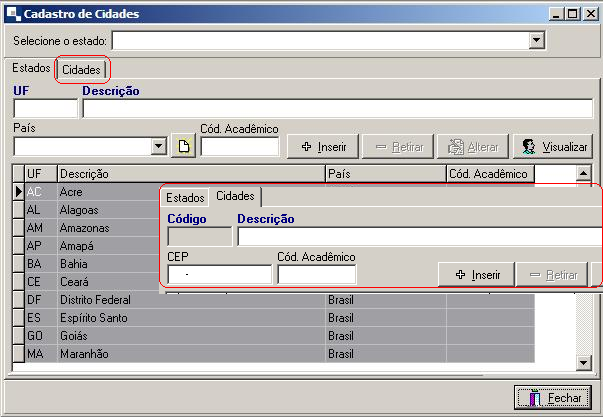 Cadastro de Cidades
Selecione o estado:
Estados Cidades
UF Descrição
País Cód. Acadêmico
Inserir Retirar Alterar Visualizar
UF Descrição País Cód. Acadêmico
AC Acre
AL Alagoas
AM Amazonas
AP Amapá
BA Bahia
CE Ceará
Estados Cidades
Código Descrição
CEP Cód. Acadêmico
-
Inserir Retirar
DF Distrito Federal Brasil
ES Espírito Santo Brasil
GO Goiás Brasil
MA Maranhão Brasil
Fechar